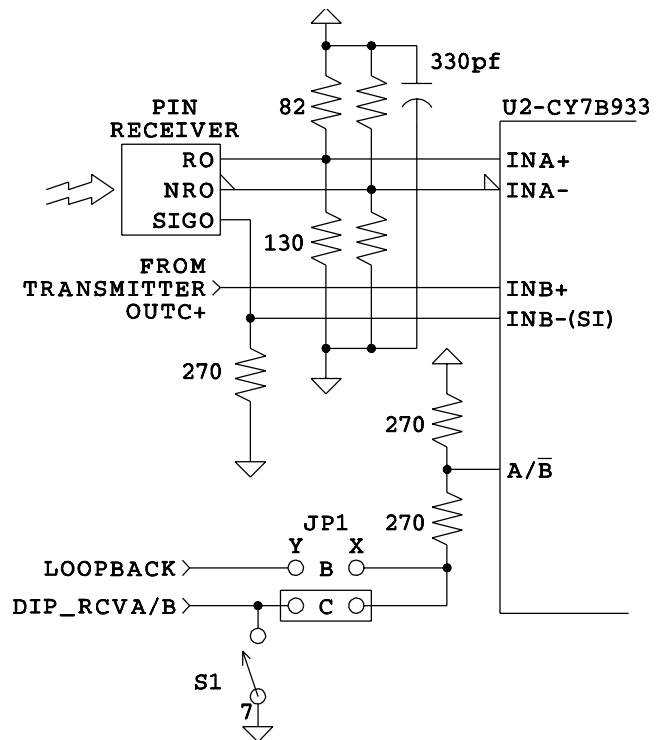 330pf
82
PIN
RECEIVER
U2-CY7B933
RO
INA+
NRO
INA-
SIGO
130
FROM
TRANSMITTER
OUTC+
INB+
INB-(SI)
270
270
A/B̅
270
JP1
Y X
LOOPBACK B
DIP_RCVA/B C
S1
7